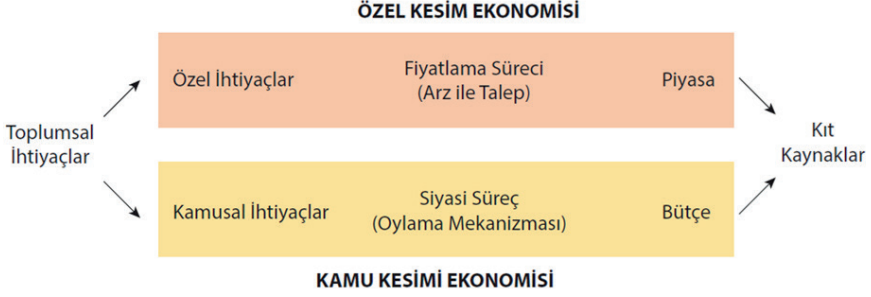 ÖZEL KESİM EKONOMİSİ
Özel İhtiyaçlar
Fiyatlama Süreci
(Arz ile Talep)
Piyasa
Toplumsal
İhtiyaçlar
Kıt
Kaynaklar
Kamusal İhtiyaçlar
Siyasi Süreç
(Oylama Mekanizması)
Bütçe
KAMU KESİMİ EKONOMİSİ